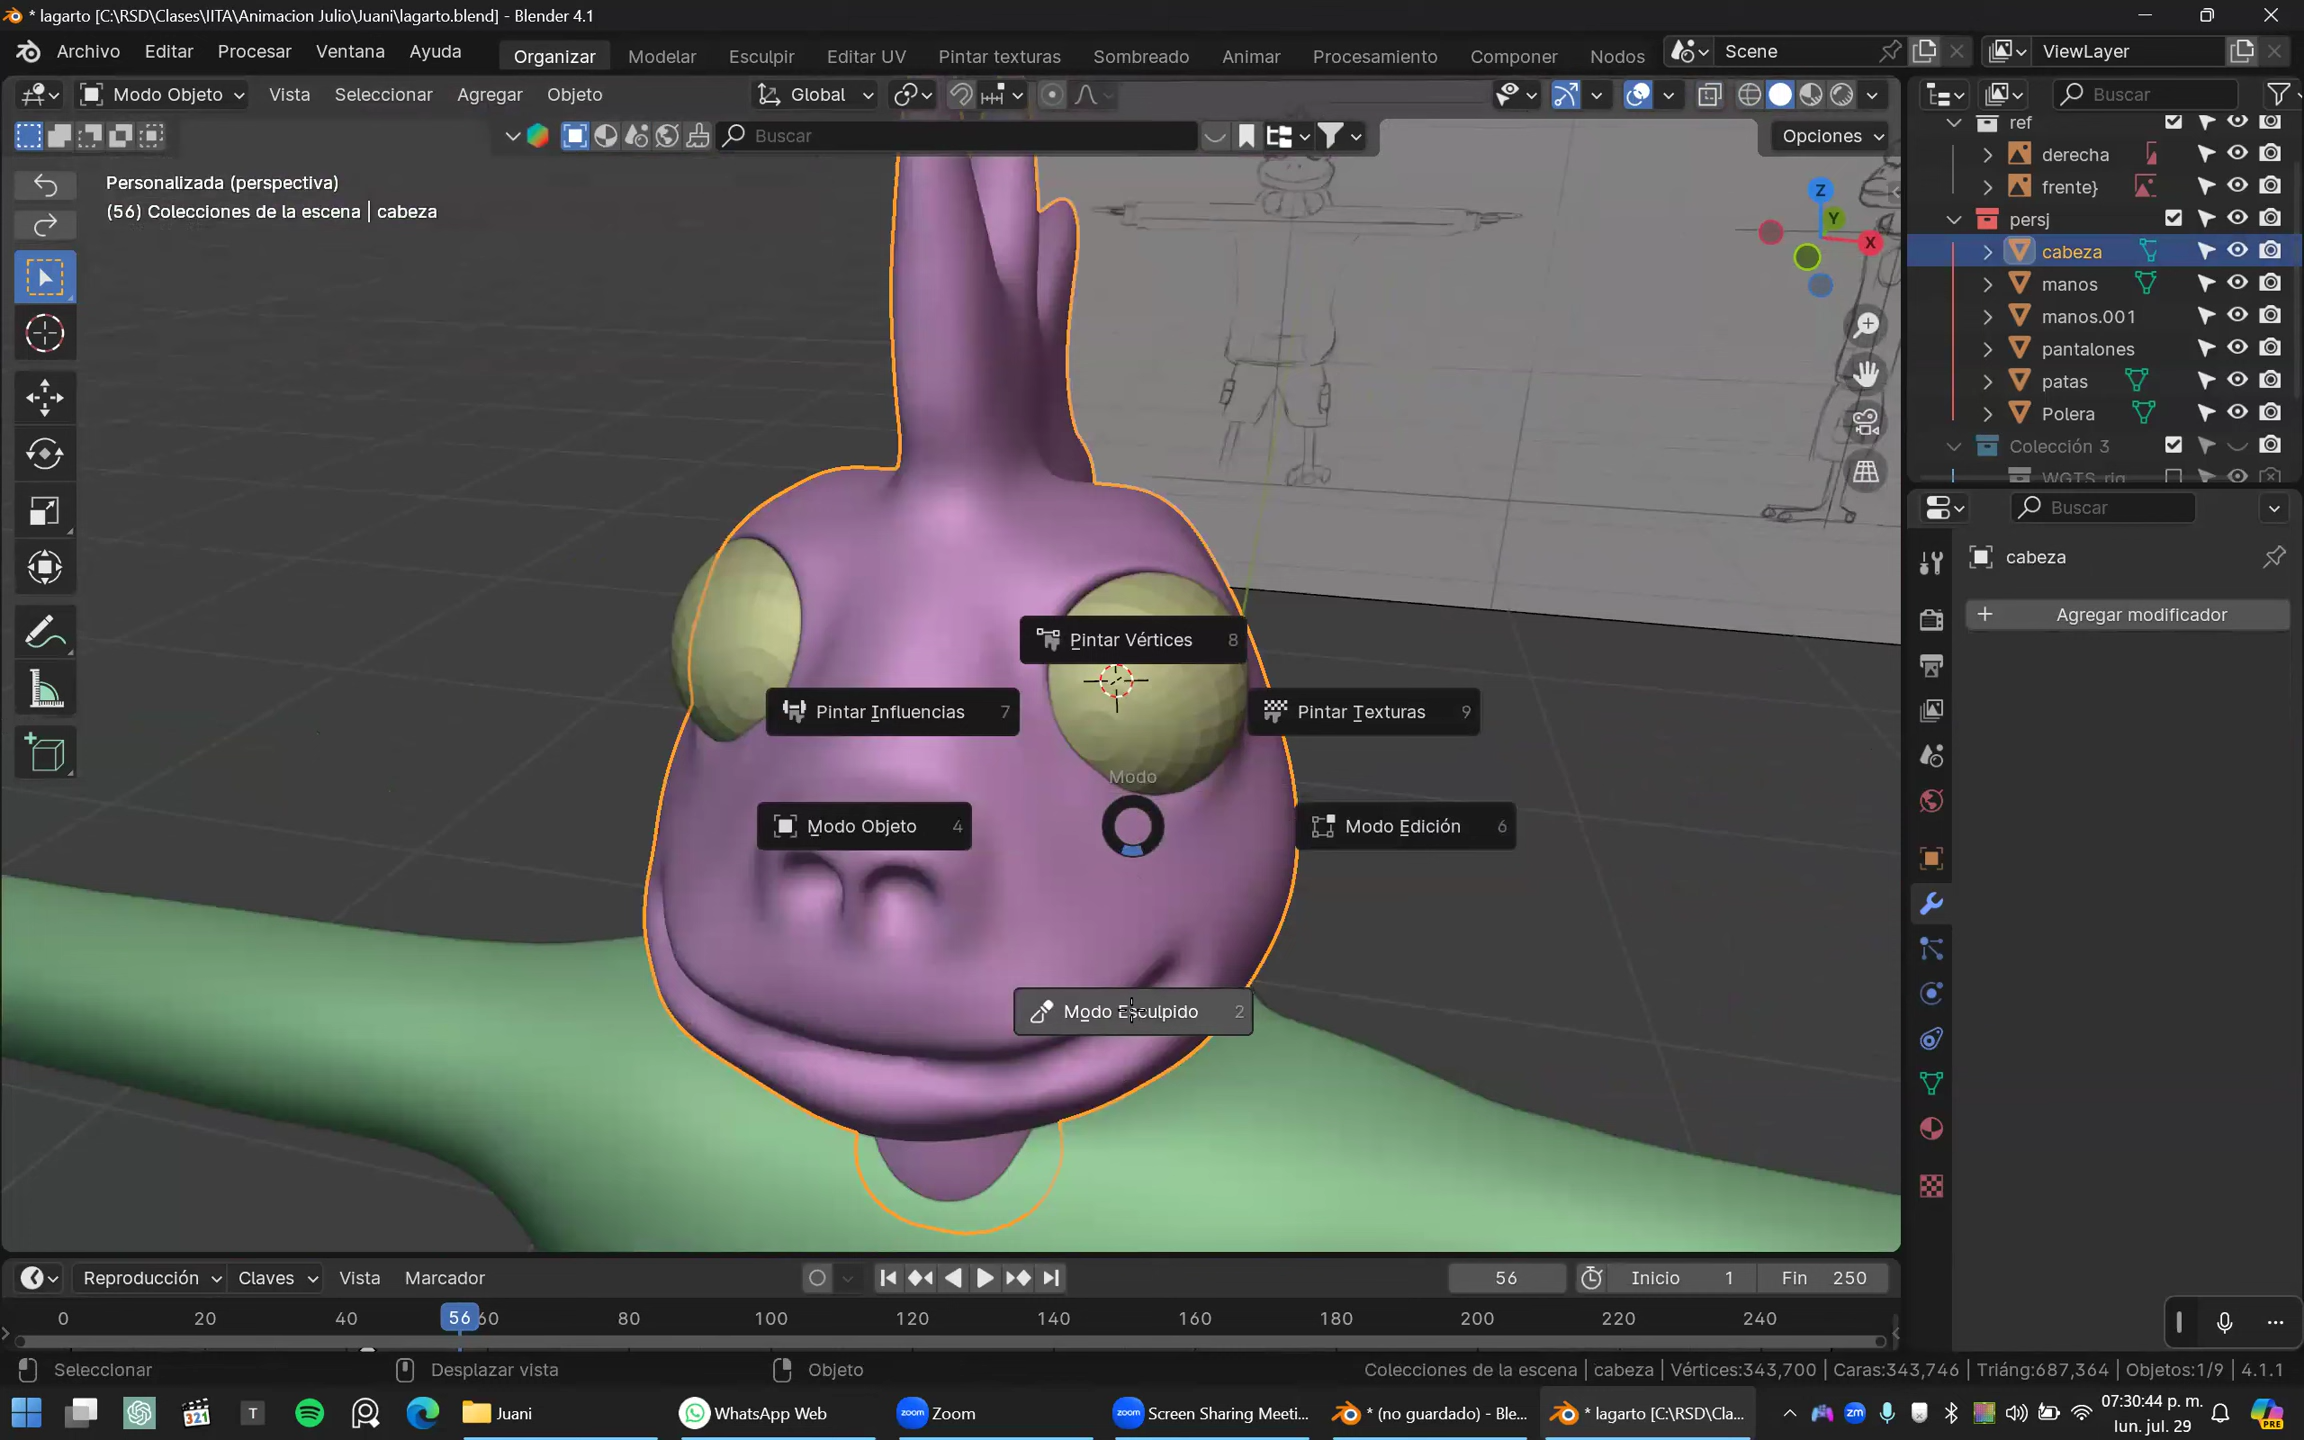 * lagarto [C:\RSD\Clases\IITA\Animacion Julio\Juani\lagarto.blend] - Blender 4.1
Archivo Editar Procesar Ventana Ayuda Organizar Modelar Esculpir Editar UV Pintar texturas Sombreado Animar Procesamiento Componer Nodos Scene ViewLayer
Modo Objeto Vista Seleccionar Agregar Objeto Global Buscar
Buscar Opciones
Personalizada (perspectiva)
(56) Colecciones de la escena | cabeza
Z
Y
X
ref
derecha
frente}
persj
cabeza
manos
manos.001
pantalones
patas
Polera
Colección 3
WGTS_rig
Buscar
cabeza
+ Agregar modificador
Pintar Vértices 8
Pintar Influencias 7
Pintar Texturas 9
Modo
Modo Objeto 4
Modo Edición 6
Modo Esculpido 2
Reproducción Claves Vista Marcador 56 Inicio 1 Fin 250
0 20 40 56 60 80 100 120 140 160 180 200 220 240
Seleccionar Desplazar vista Objeto Colecciones de la escena | cabeza | Vértices:343,700 | Caras:343,746 | Triáng:687,364 | Objetos:1/9 | 4.1.1
321 T Juani WhatsApp Web zoom Zoom zoom Screen Sharing Meeti... * (no guardado) - Ble... * lagarto [C:\RSD\Cla... zm 07:30:44 p. m.
lun. jul. 29
PRE